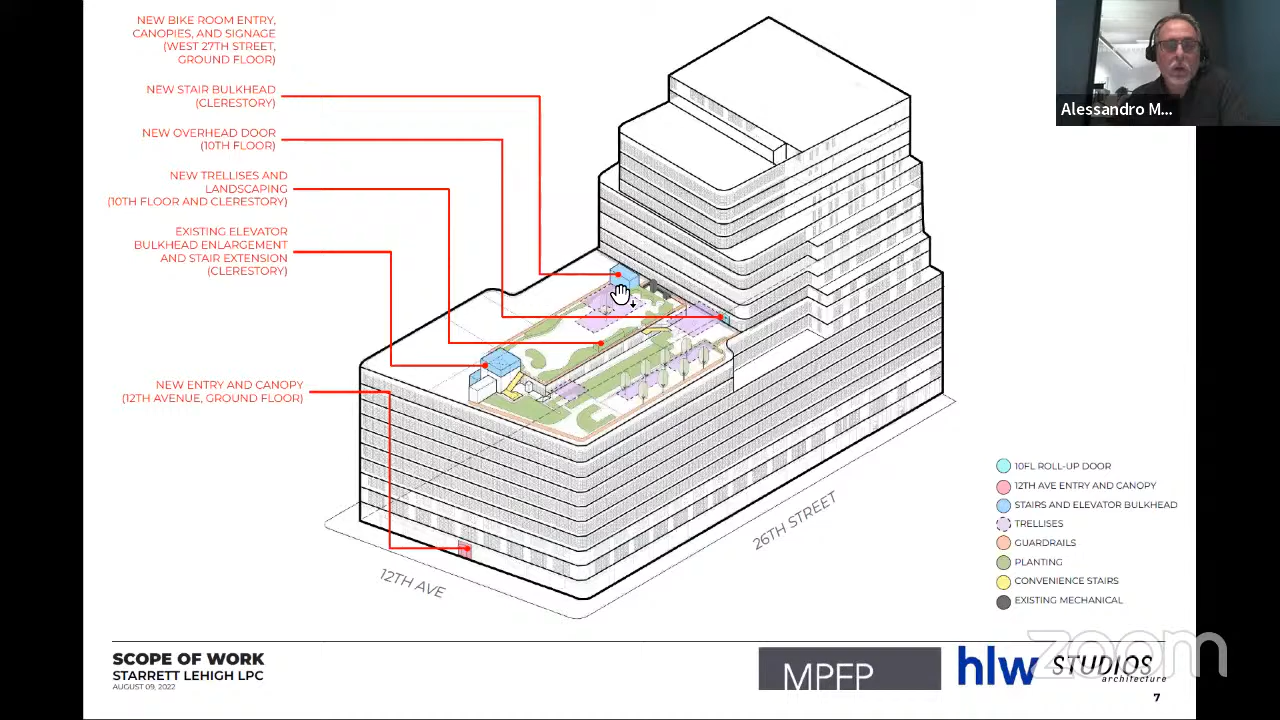 NEW BIKE ROOM ENTRY,
CANOPIES, AND SIGNAGE
(WEST 27TH STREET,
GROUND FLOOR)
NEW STAIR BULKHEAD
(CLERESTORY)
NEW OVERHEAD DOOR
(10TH FLOOR)
NEW TRELLISES AND
LANDSCAPING
(10TH FLOOR AND CLERESTORY)
EXISTING ELEVATOR
BULKHEAD ENLARGEMENT
AND STAIR EXTENSION
(CLERESTORY)
NEW ENTRY AND CANOPY
(12TH AVENUE, GROUND FLOOR)
12TH AVE
26TH STREET
Alessandro M...
10FL ROLL-UP DOOR
12TH AVE ENTRY AND CANOPY
STAIRS AND ELEVATOR BULKHEAD
TRELLISES
GUARDRAILS
PLANTING
CONVENIENCE STAIRS
EXISTING MECHANICAL
SCOPE OF WORK
STARRETT LEHIGH LPC
AUGUST 09, 2022
MPFP
hlw
STUDIOS
architecture
zoom
7